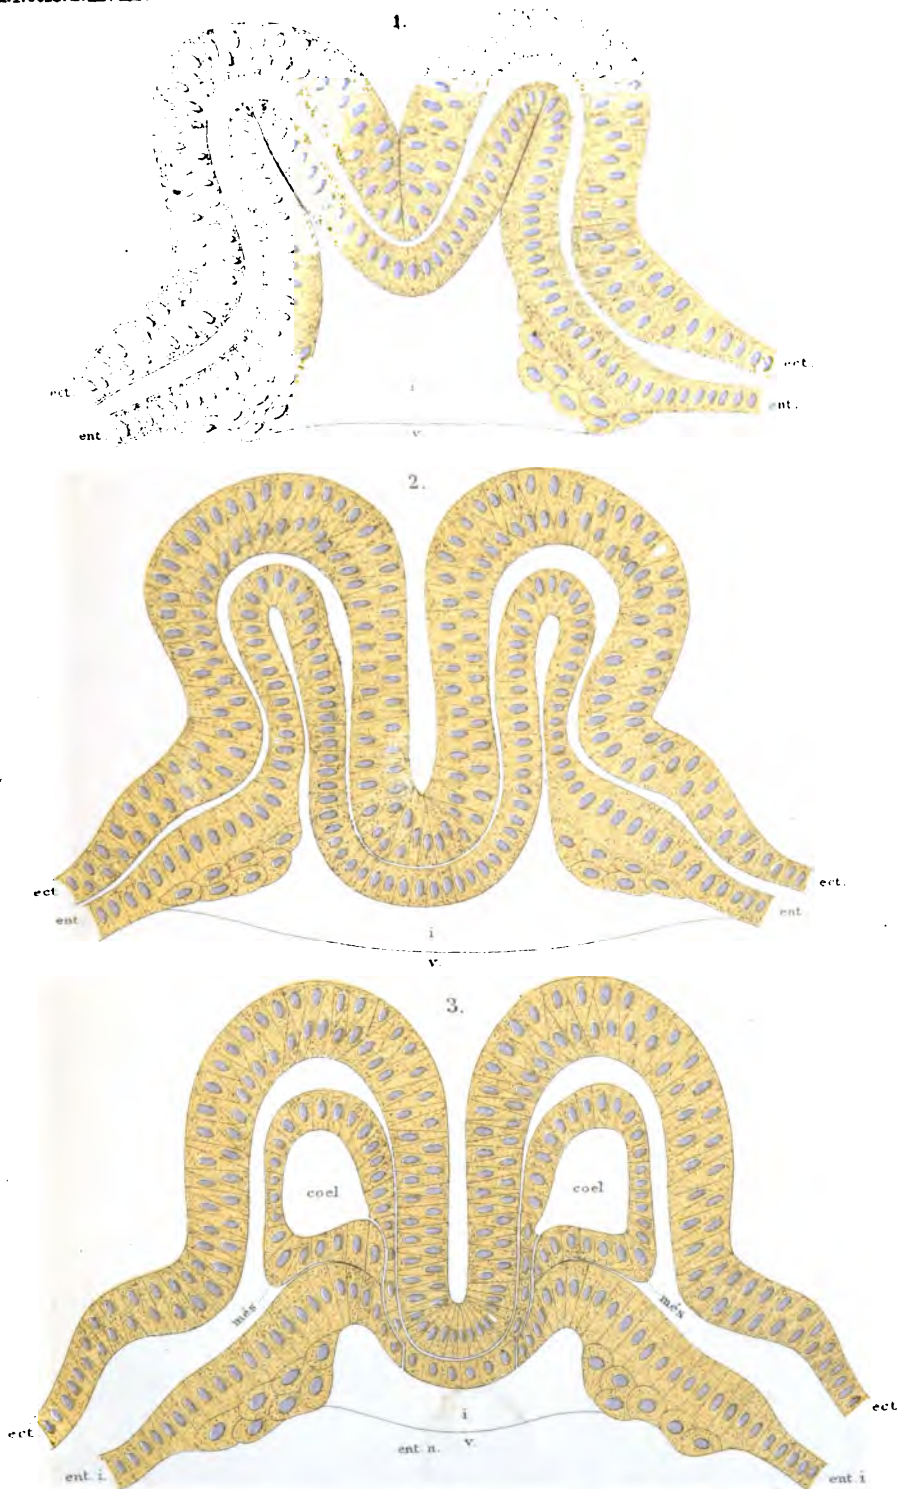 1.
ect.
ect.
ent.
ent.
i
v.
2.
ect
ect.
ent.
ent.
i
v.
3.
coel
coel
més
més
ect.
ect
i
v.
ent. n.
ent. i.
ent. i